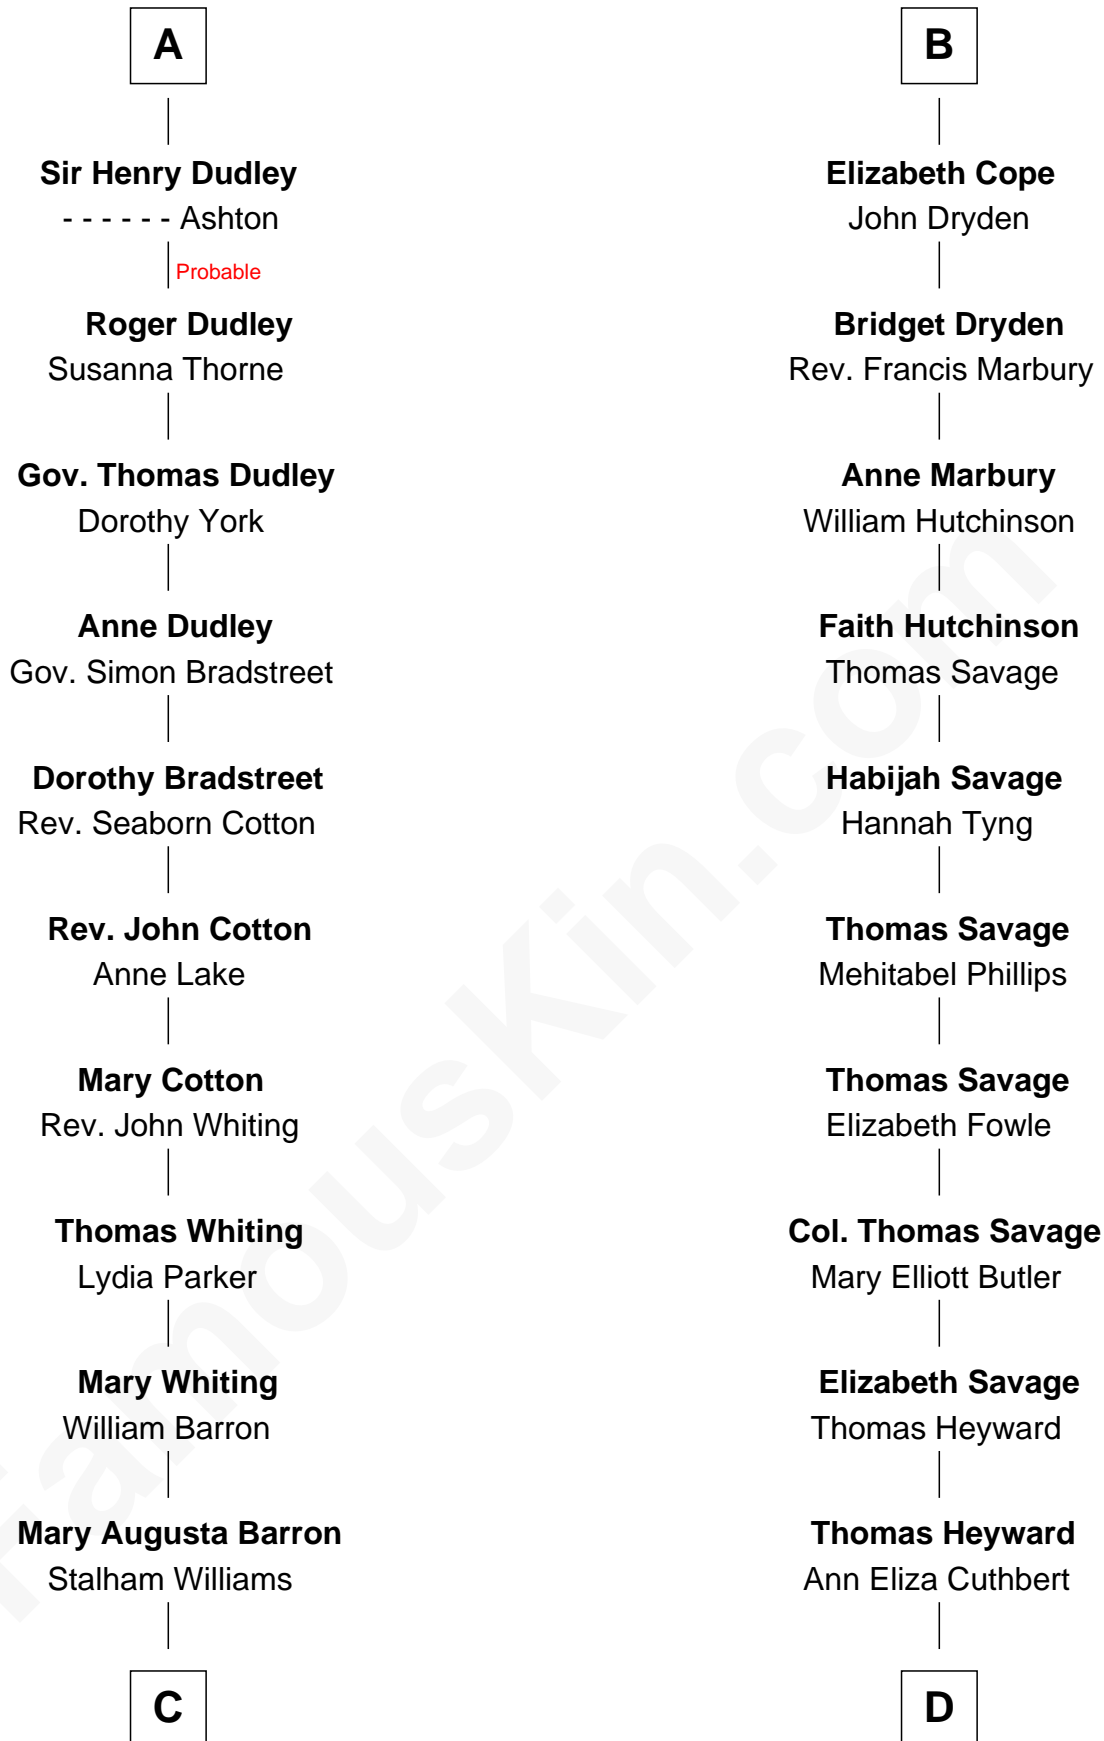 A
Sir Henry Dudley
- - - - - - Ashton
Probable
Roger Dudley
Susanna Thorne
Gov. Thomas Dudley
Dorothy York
Anne Dudley
Gov. Simon Bradstreet
Dorothy Bradstreet
Rev. Seaborn Cotton
Rev. John Cotton
Anne Lake
Mary Cotton
Rev. John Whiting
Thomas Whiting
Lydia Parker
Mary Whiting
William Barron
Mary Augusta Barron
Stalham Williams
C
B
Elizabeth Cope
John Dryden
Bridget Dryden
Rev. Francis Marbury
Anne Marbury
William Hutchinson
Faith Hutchinson
Thomas Savage
Habijah Savage
Hannah Tyng
Thomas Savage
Mehitabel Phillips
Thomas Savage
Elizabeth Fowle
Col. Thomas Savage
Mary Elliott Butler
Elizabeth Savage
Thomas Heyward
Thomas Heyward
Ann Eliza Cuthbert
D
FamousKin.com